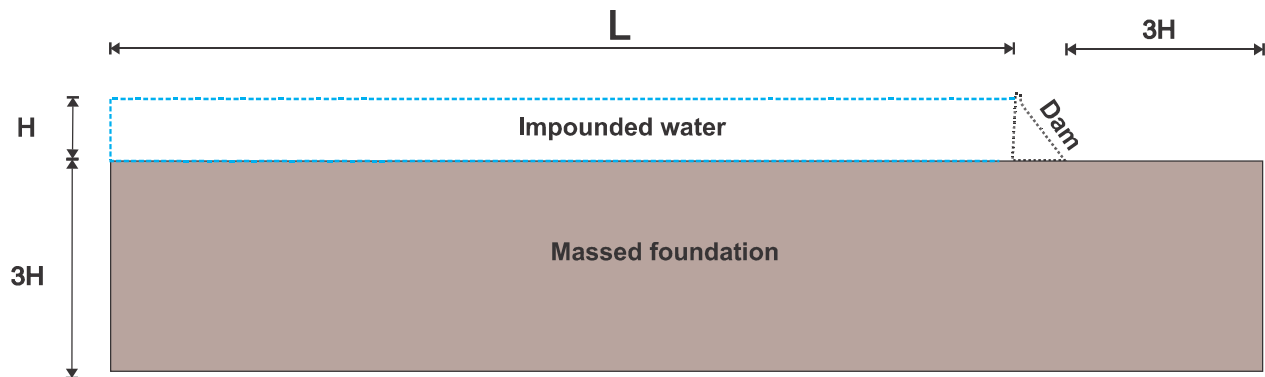 L
3H
H
Impounded water
Dam
Massed foundation
3H